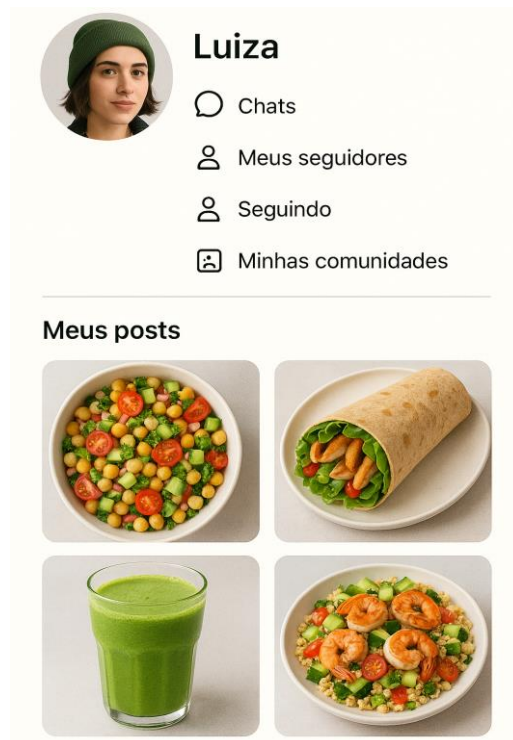 Luiza
Chats
Meus seguidores
Seguindo
Minhas comunidades
Meus posts